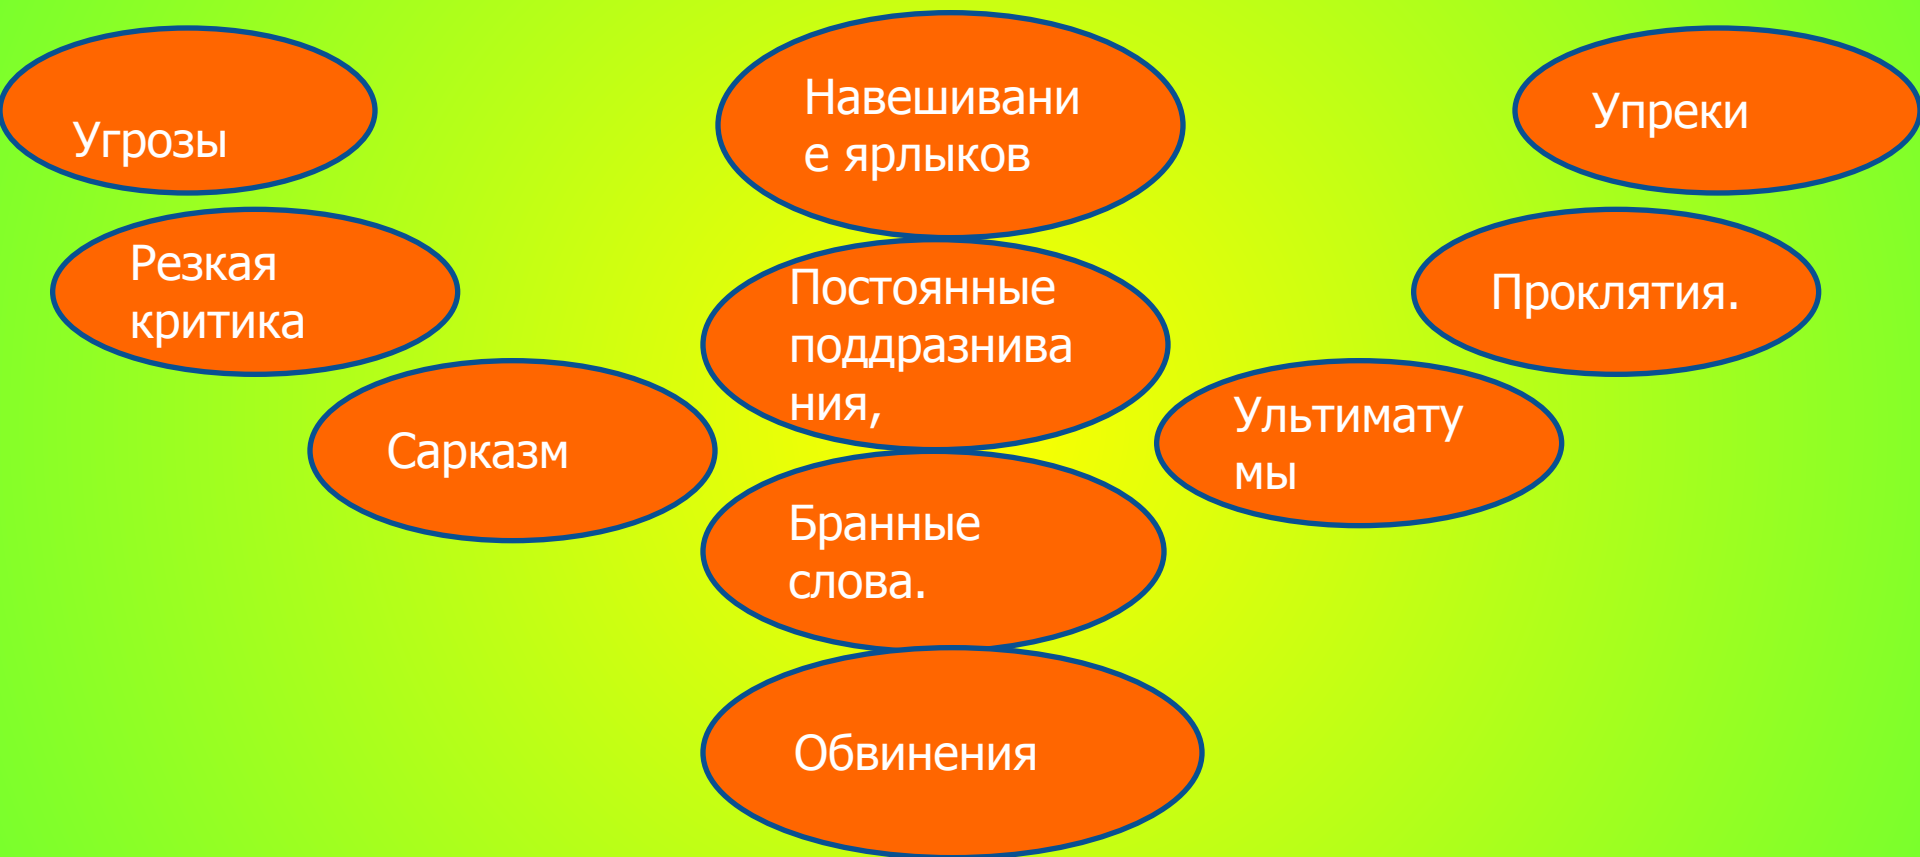 Угрозы
Резкая
критика
Сарказм
Навешивани
е ярлыков
Постоянные
поддразнива
ния,
Бранные
слова.
Обвинения
Упреки
Проклятия.
Ультимату
мы